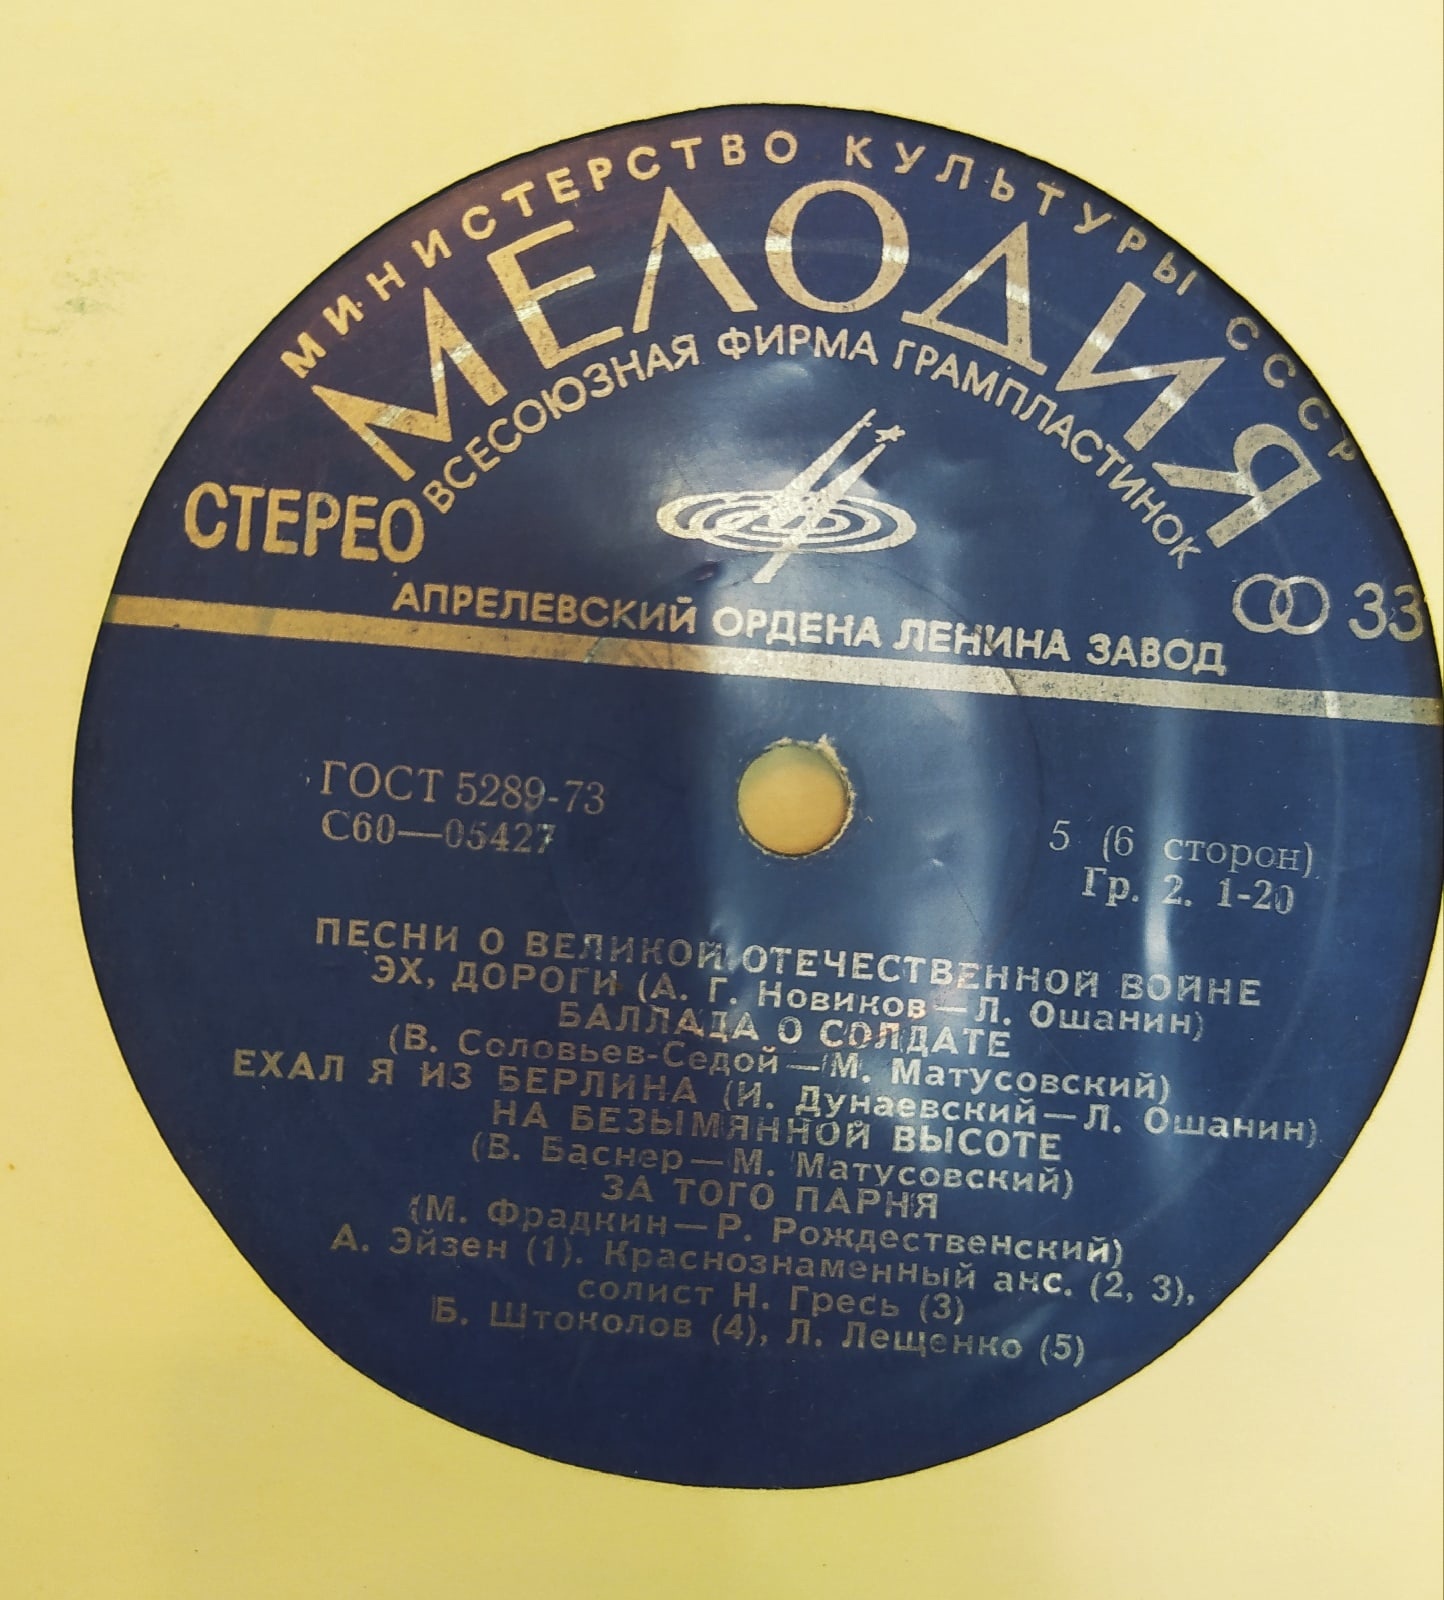 МИНИСТЕРСТВО КУЛЬТУРЫ СССР
МЕЛОДИЯ
ВСЕСОЮЗНАЯ ФИРМА ГРАМПЛАСТИНОК
СТЕРЕО
33
АПРЕЛЕВСКИЙ ОРДЕНА ЛЕНИНА ЗАВОД
ГОСТ 5289-73
С60—05427
5 (6 сторон)
Гр. 2. 1-20
ПЕСНИ О ВЕЛИКОЙ ОТЕЧЕСТВЕННОЙ ВОЙНЕ
ЭХ, ДОРОГИ (А. Г. Новиков—Л. Ошанин)
БАЛЛАДА О СОЛДАТЕ
(В. Соловьев-Седой—М. Матусовский)
ЕХАЛ Я ИЗ БЕРЛИНА (И. Дунаевский—Л. Ошанин)
НА БЕЗЫМЯННОЙ ВЫСОТЕ
(В. Баснер—М. Матусовский)
ЗА ТОГО ПАРНЯ
(М. Фрадкин—Р. Рождественский)
А. Эйзен (1). Краснознаменный анс. (2, 3),
солист Н. Гресь (3)
Б. Штоколов (4), Л. Лещенко (5)